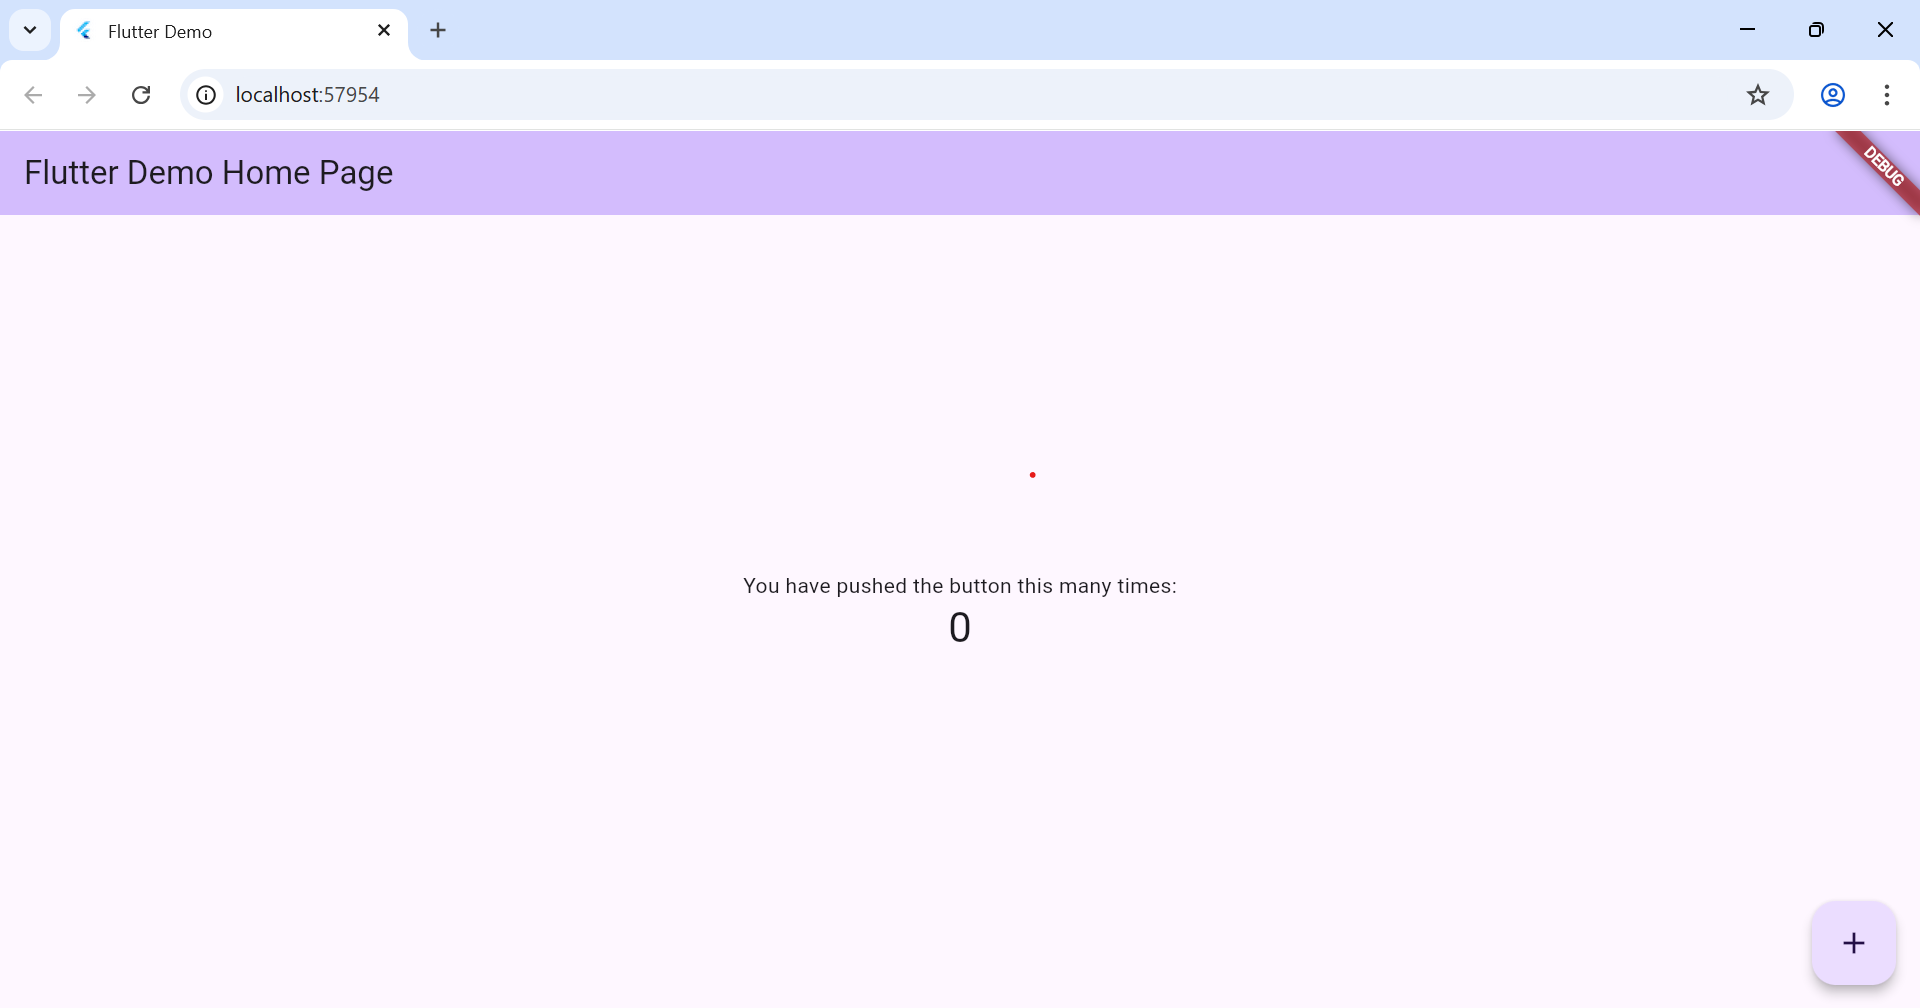 Flutter Demo
localhost:57954
Flutter Demo Home Page
DEBUG
You have pushed the button this many times:
0